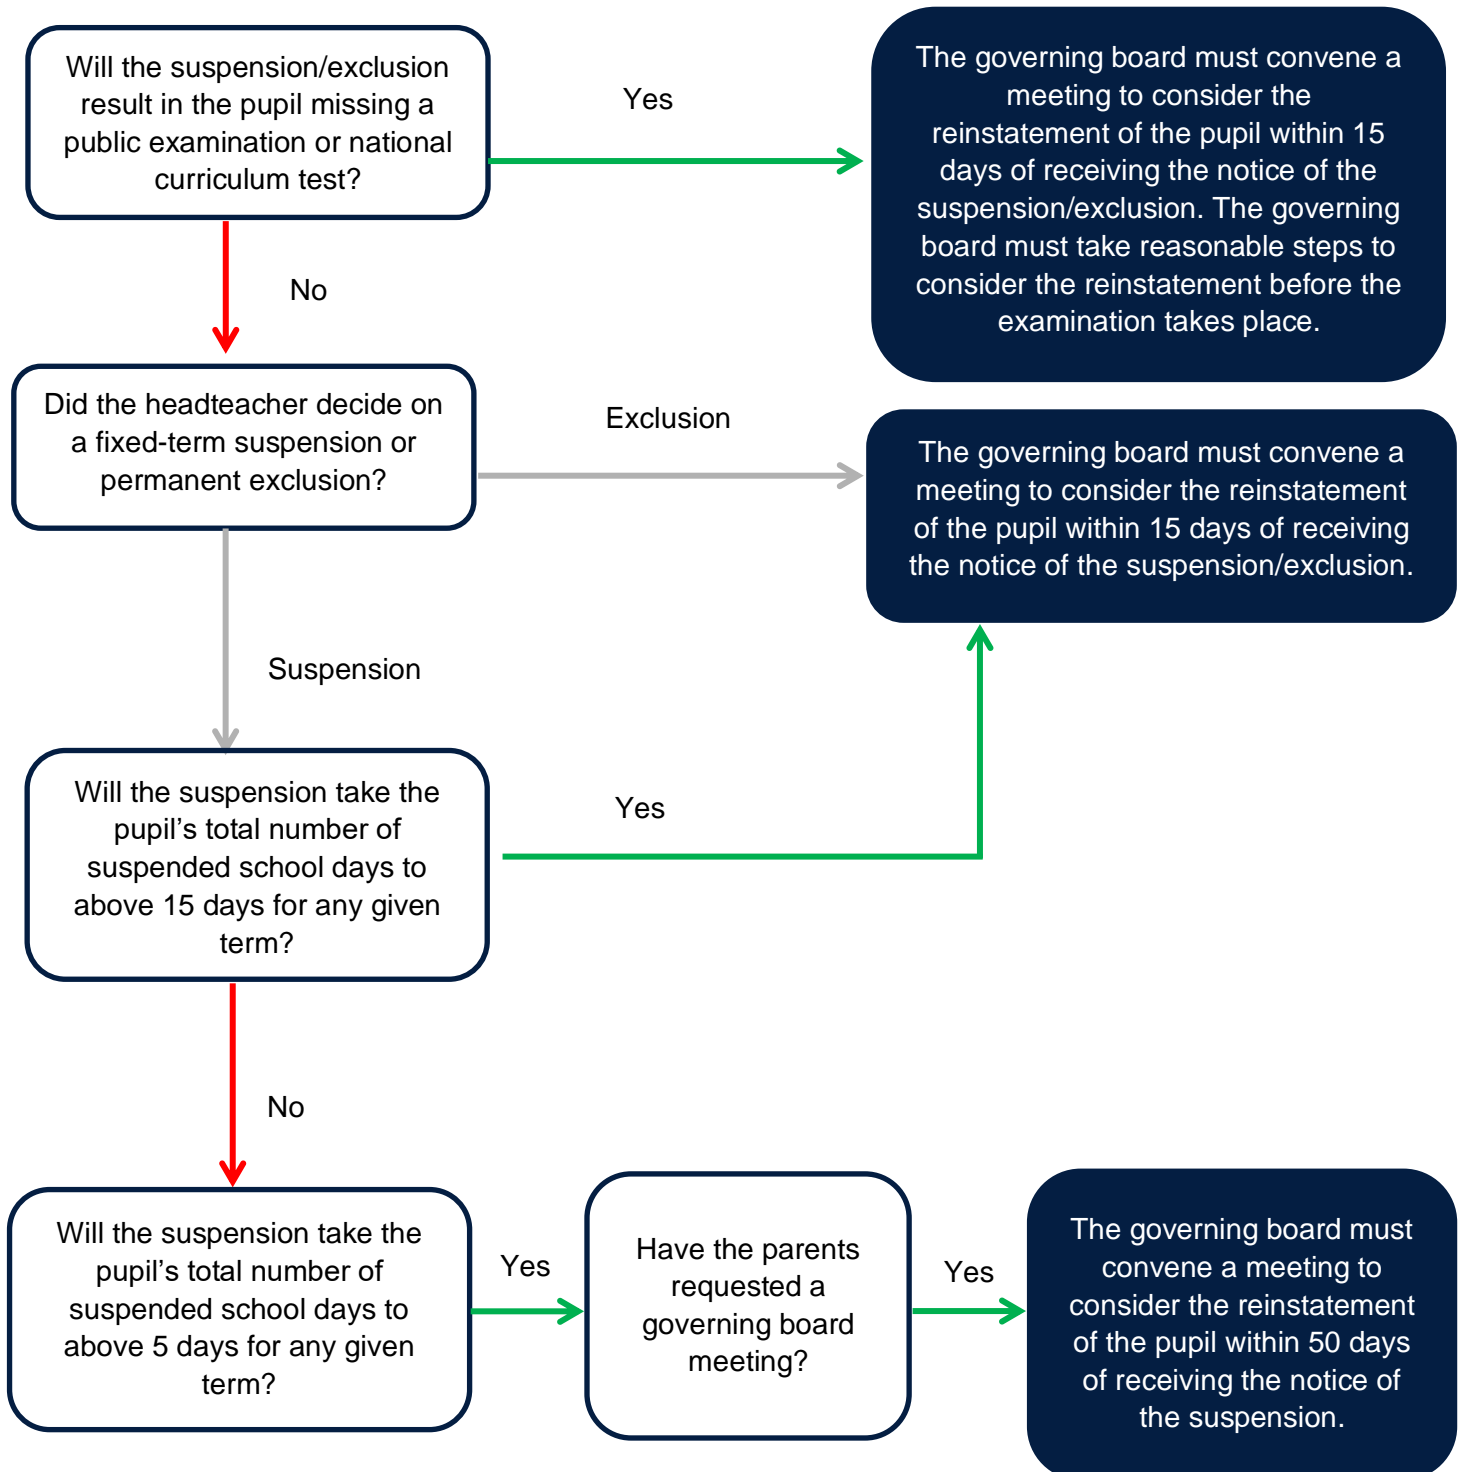 Will the suspension/exclusion
result in the pupil missing a
public examination or national
curriculum test?
Yes
The governing board must convene a
meeting to consider the
reinstatement of the pupil within 15
days of receiving the notice of the
suspension/exclusion. The governing
board must take reasonable steps to
consider the reinstatement before the
examination takes place.
No
Did the headteacher decide on
a fixed-term suspension or
permanent exclusion?
Exclusion
The governing board must convene a
meeting to consider the reinstatement
of the pupil within 15 days of receiving
the notice of the suspension/exclusion.
Suspension
Will the suspension take the
pupil’s total number of
suspended school days to
above 15 days for any given
term?
Yes
No
Will the suspension take the
pupil’s total number of
suspended school days to
above 5 days for any given
term?
Yes
Have the parents
requested a
governing board
meeting?
Yes
The governing board must
convene a meeting to
consider the reinstatement
of the pupil within 50 days
of receiving the notice of
the suspension.